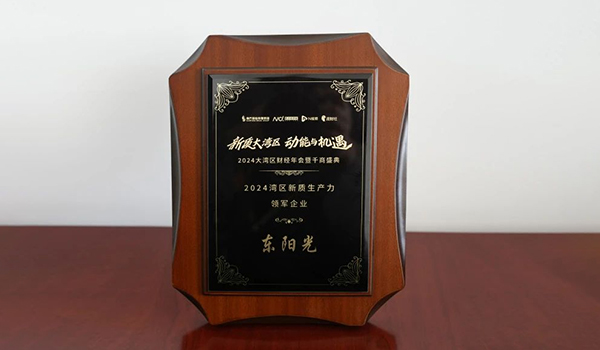 新质大湾区 动能与机遇
2024大湾区财经年会暨千商盛典
2024湾区新质生产力
领军企业
东阳光